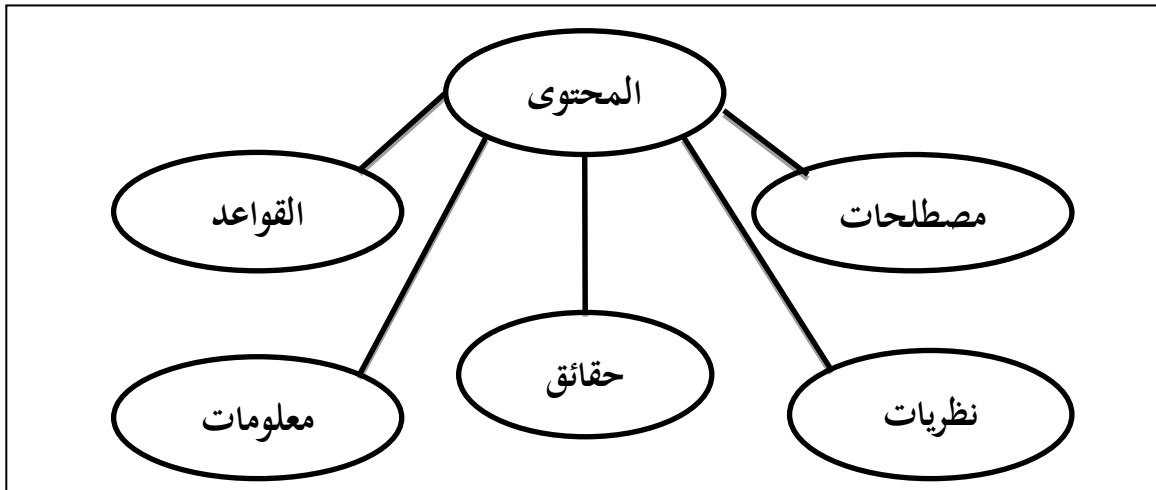 المحتوى
مصطلحات
القواعد
حقائق
نظريات
معلومات